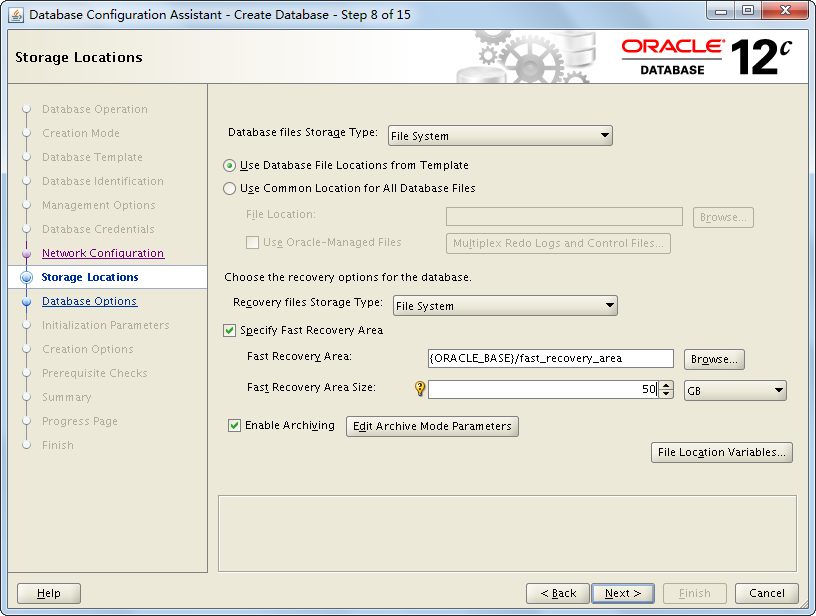 Database Configuration Assistant - Create Database - Step 8 of 15
Storage Locations
ORACLE®
DATABASE
12c
Database Operation
Creation Mode
Database Template
Database Identification
Management Options
Database Credentials
Network Configuration
Storage Locations
Database Options
Initialization Parameters
Creation Options
Prerequisite Checks
Summary
Progress Page
Finish
Database files Storage Type: File System
Use Database File Locations from Template
Use Common Location for All Database Files
File Location: Browse...
Use Oracle-Managed Files Multiplex Redo Logs and Control Files...
Choose the recovery options for the database.
Recovery files Storage Type: File System
Specify Fast Recovery Area
Fast Recovery Area: {ORACLE_BASE}/fast_recovery_area Browse...
Fast Recovery Area Size: 50 GB
Enable Archiving Edit Archive Mode Parameters
File Location Variables...
Help < Back Next > Finish Cancel